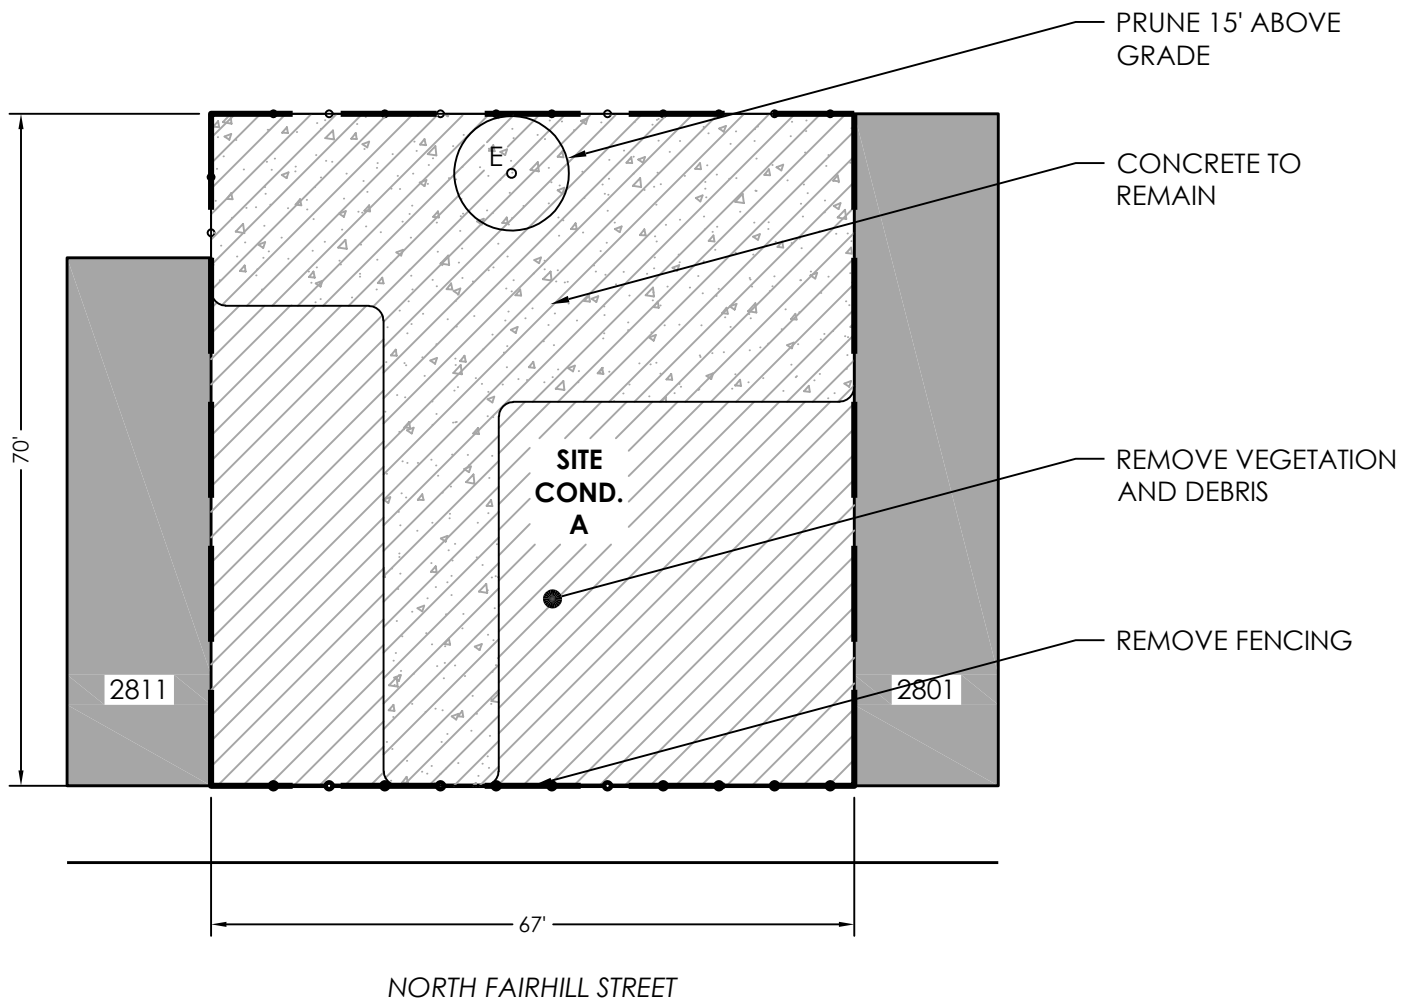 PRUNE 15' ABOVE
GRADE
E
CONCRETE TO
REMAIN
70'
SITE
COND.
A
REMOVE VEGETATION
AND DEBRIS
REMOVE FENCING
2811
2801
67'
NORTH FAIRHILL STREET